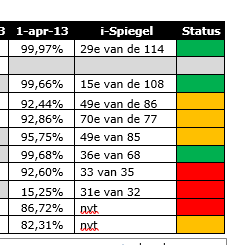 3 1-apr-13 i-Spiegel Status
99,97% 29e van de 114
99,66% 15e van de 108
92,44% 49e van de 86
92,86% 70e van de 77
95,75% 49e van 85
99,68% 36e van 68
92,60% 33 van 35
15,25% 31e van 32
86,72% nvt
82,31% nvt